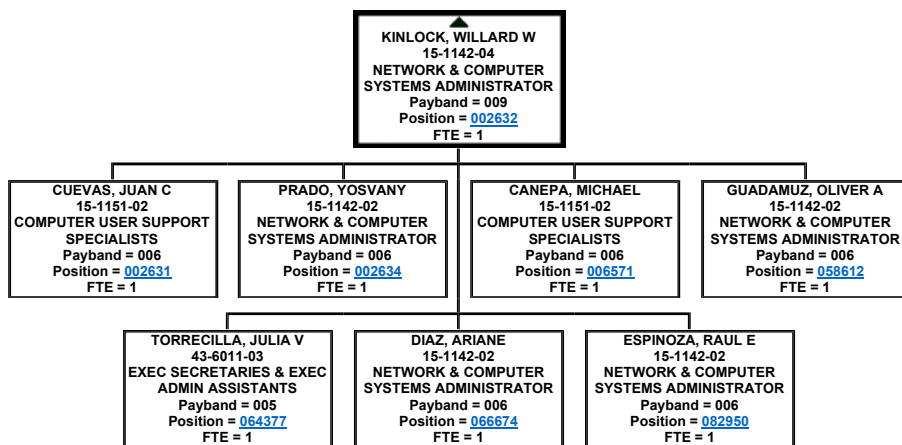 KINLOCK, WILLARD W
15-1142-04
NETWORK & COMPUTER
SYSTEMS ADMINISTRATOR
Payband = 009
Position = 002632
FTE = 1
CUEVAS, JUAN C
15-1151-02
COMPUTER USER SUPPORT
SPECIALISTS
Payband = 006
Position = 002631
FTE = 1
PRADO, YOSVANY
15-1142-02
NETWORK & COMPUTER
SYSTEMS ADMINISTRATOR
Payband = 006
Position = 002634
FTE = 1
CANEPA, MICHAEL
15-1151-02
COMPUTER USER SUPPORT
SPECIALISTS
Payband = 006
Position = 006571
FTE = 1
GUADAMUZ, OLIVER A
15-1142-02
NETWORK & COMPUTER
SYSTEMS ADMINISTRATOR
Payband = 006
Position = 058612
FTE = 1
TORRECILLA, JULIA V
43-6011-03
EXEC SECRETARIES & EXEC
ADMIN ASSISTANTS
Payband = 005
Position = 064377
FTE = 1
DIAZ, ARIANE
15-1142-02
NETWORK & COMPUTER
SYSTEMS ADMINISTRATOR
Payband = 006
Position = 066674
FTE = 1
ESPINOZA, RAUL E
15-1142-02
NETWORK & COMPUTER
SYSTEMS ADMINISTRATOR
Payband = 006
Position = 082950
FTE = 1